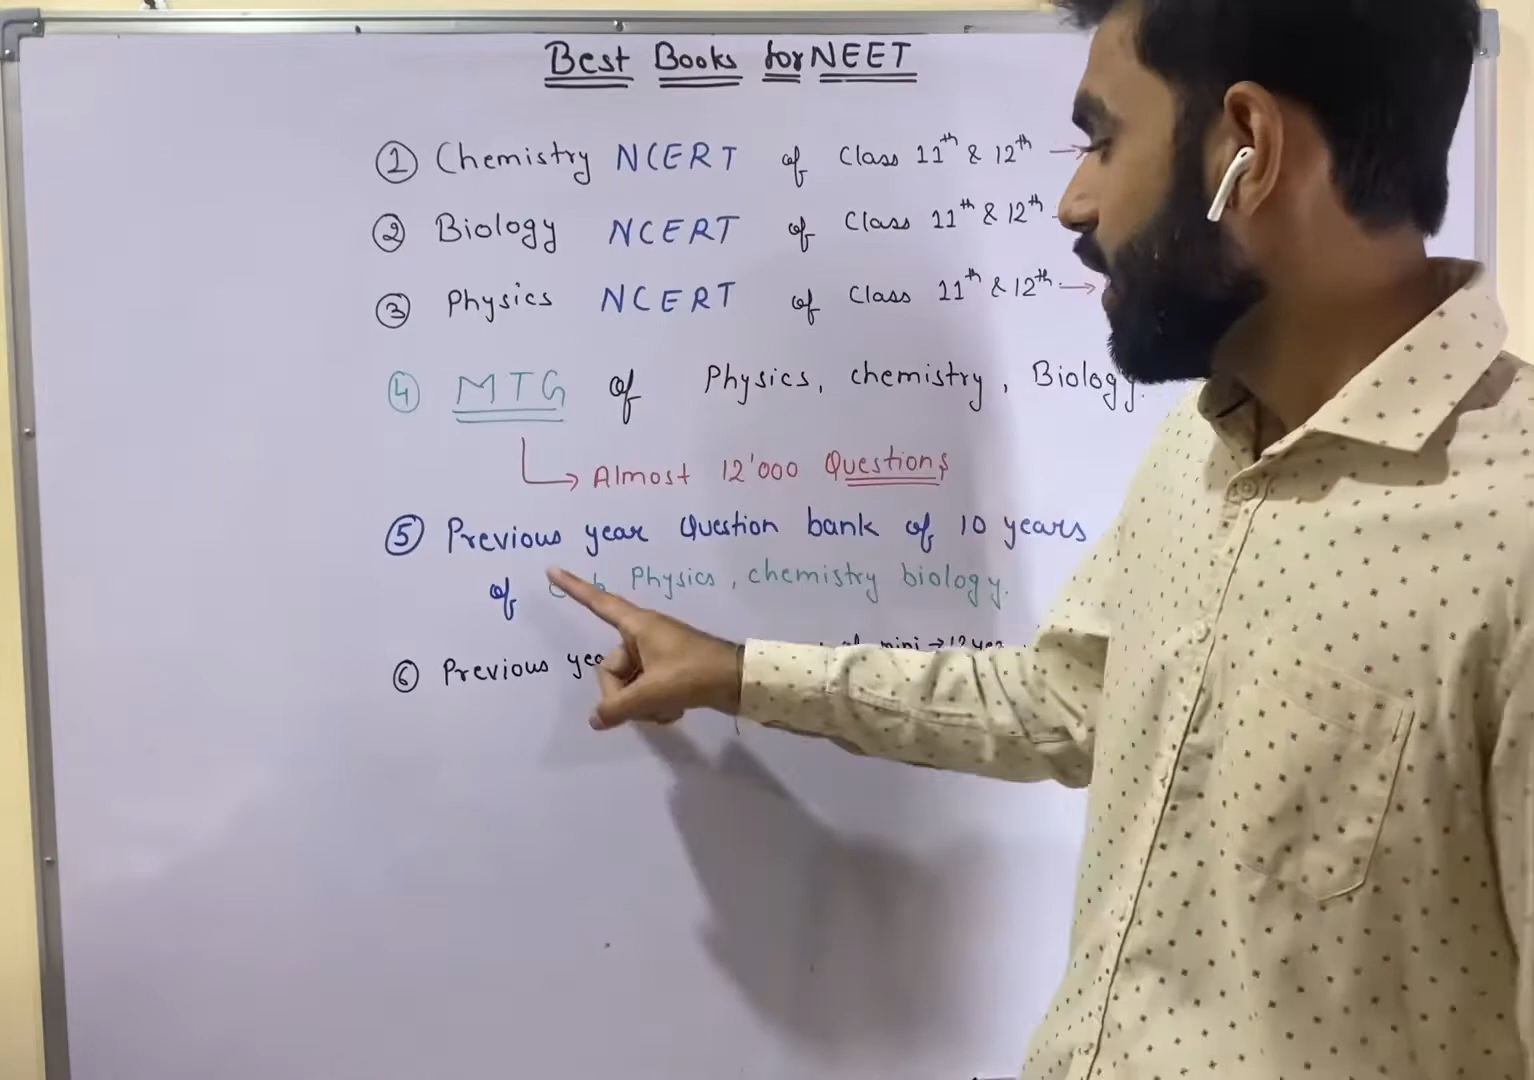 Best Books for NEET
① Chemistry NCERT of Class 11th & 12th →
② Biology NCERT of Class 11th & 12th
③ Physics NCERT of Class 11th & 12th →
④ MTG of Physics, chemistry, Biology.
↳ Almost 12'000 Questions
⑤ Previous year Question bank of 10 years
of Physics, chemistry biology.
⑥ Previous mini → 12